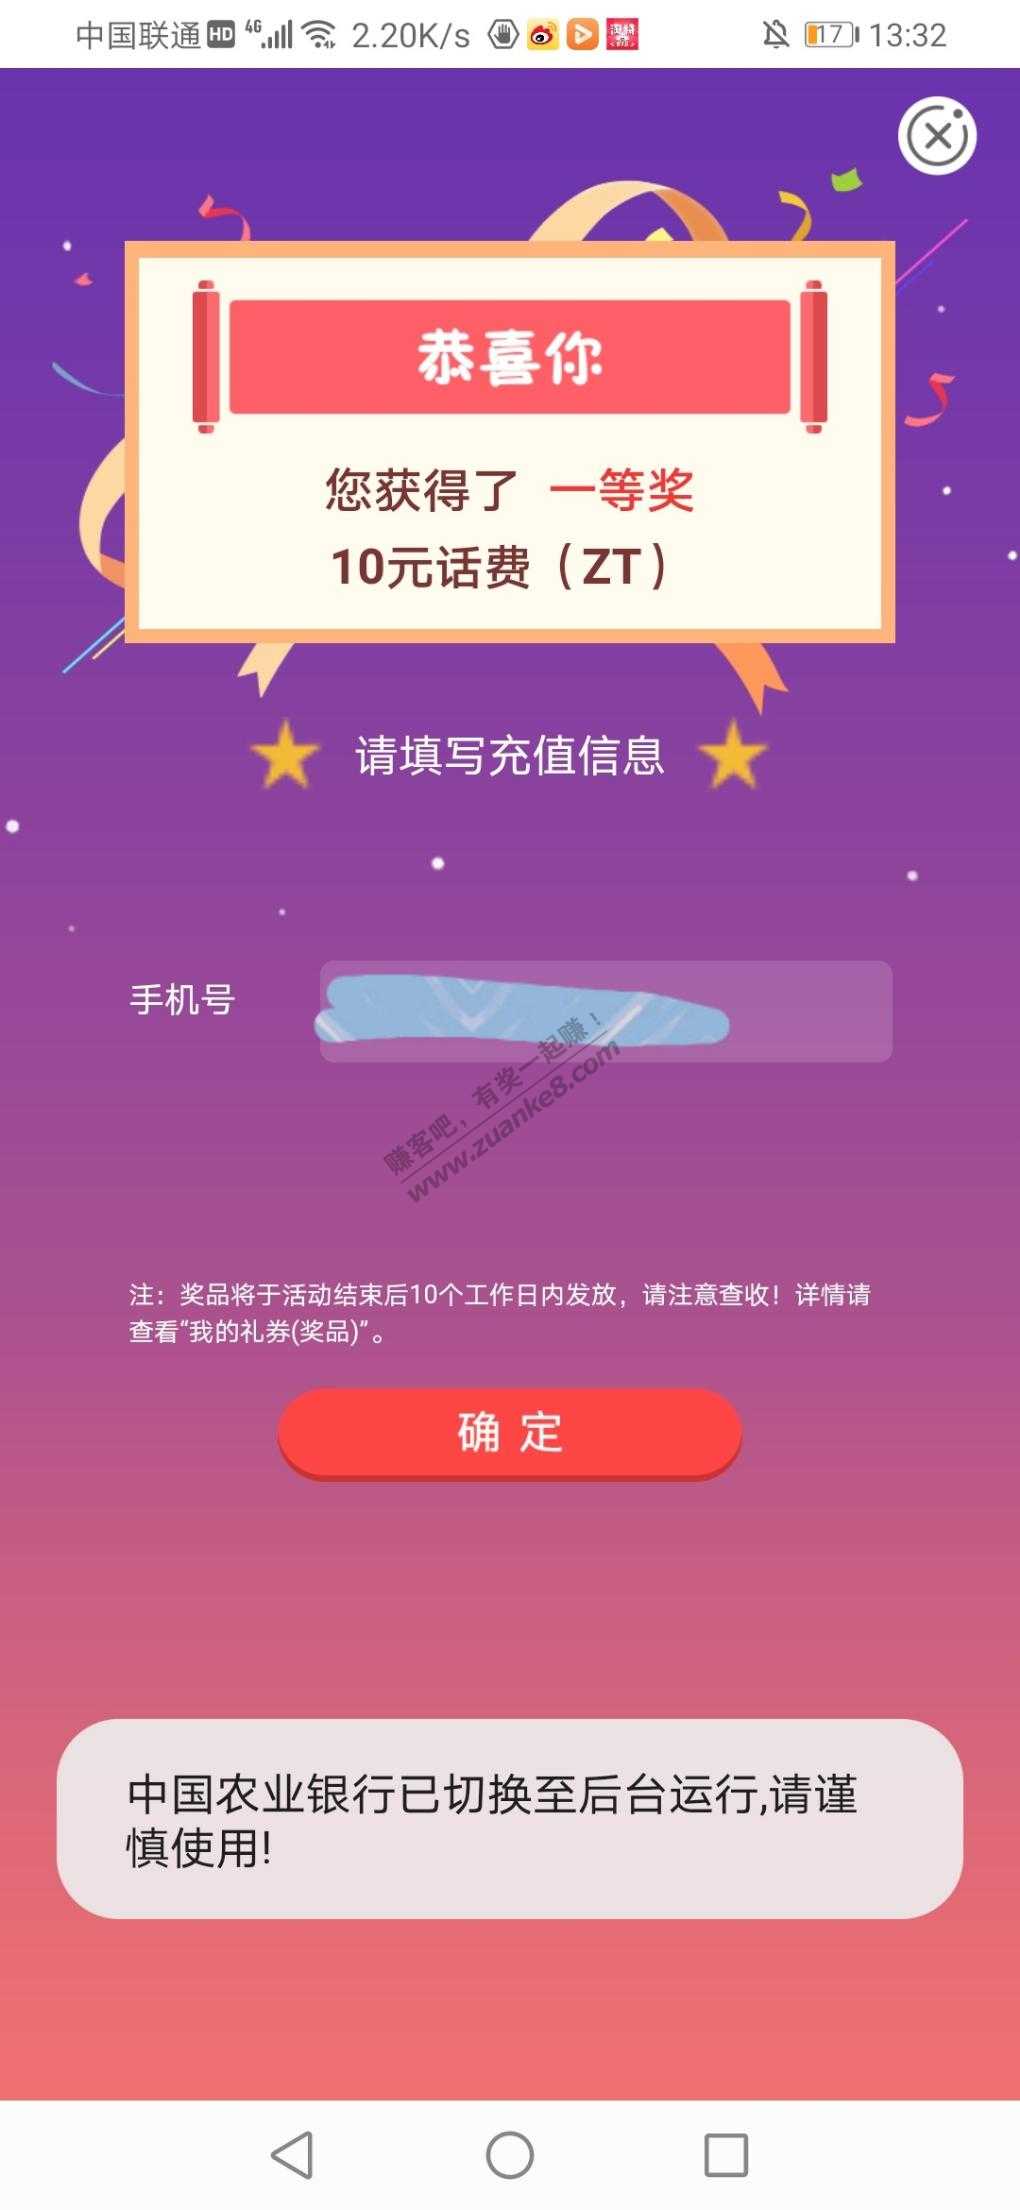 中国联通 HD 4G 2.20K/s 17 13:32
恭喜你
您获得了 一等奖
10元话费（ZT）
请填写充值信息
手机号
赚客吧，有奖一起赚！
www.zuanke8.com
注：奖品将于活动结束后10个工作日内发放，请注意查收！详情请
查看“我的礼券(奖品)”。
确定
中国农业银行已切换至后台运行,请谨
慎使用!